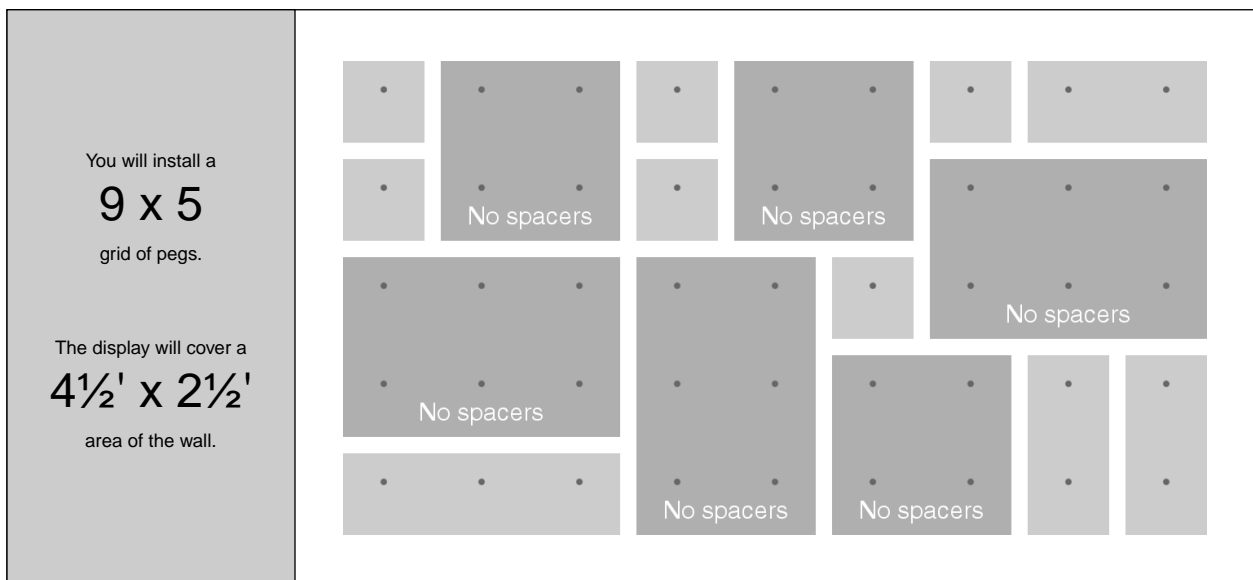 You will install a
9 x 5
grid of pegs.
The display will cover a
4½' x 2½'
area of the wall.
No spacers
No spacers
No spacers
No spacers
No spacers
No spacers